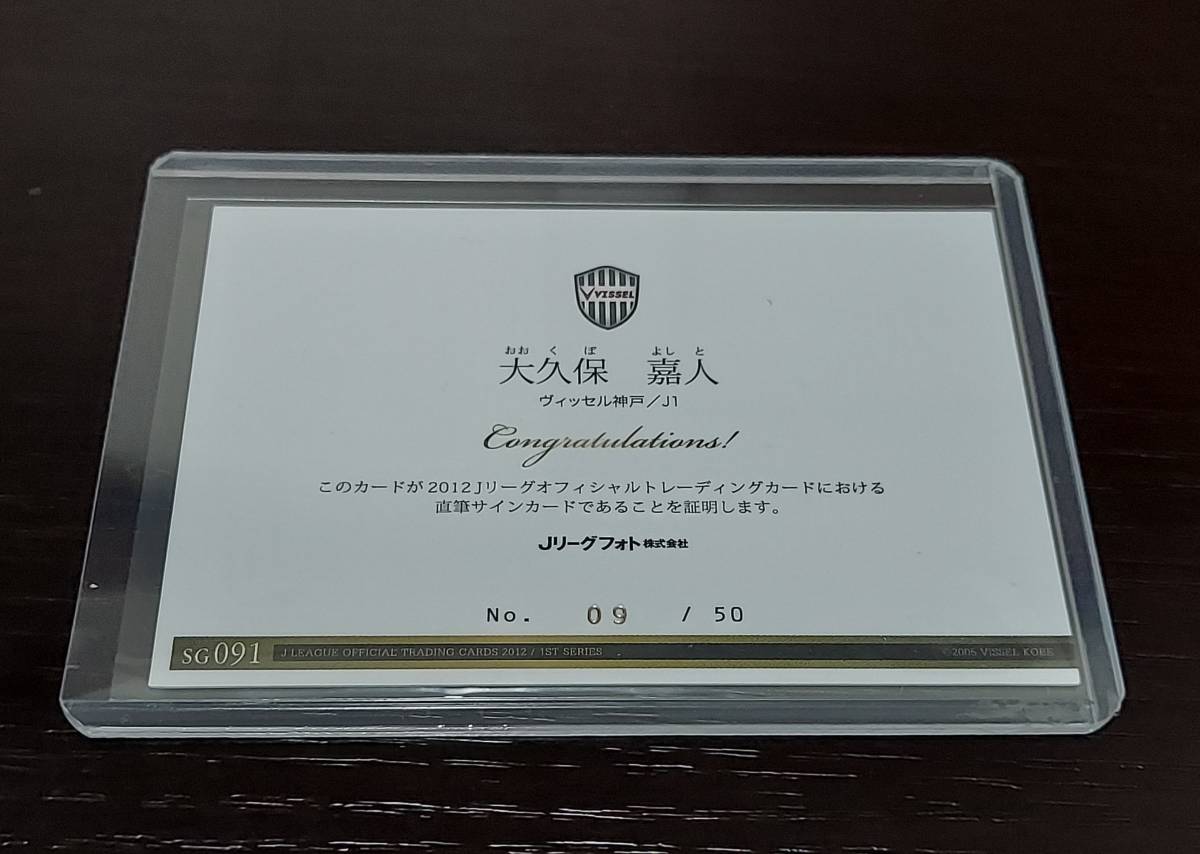 VISSEL
おお く ぼ よし と
大久保 嘉人
ヴィッセル神戸/J1
Congratulations!
このカードが2012Jリーグオフィシャルトレーディングカードにおける
直筆サインカードであることを証明します。
Jリーグフォト株式会社
No. 09 / 50
SG091 J.LEAGUE OFFICIAL TRADING CARDS 2012 / 1ST SERIES ©2005 VISSEL KOBE